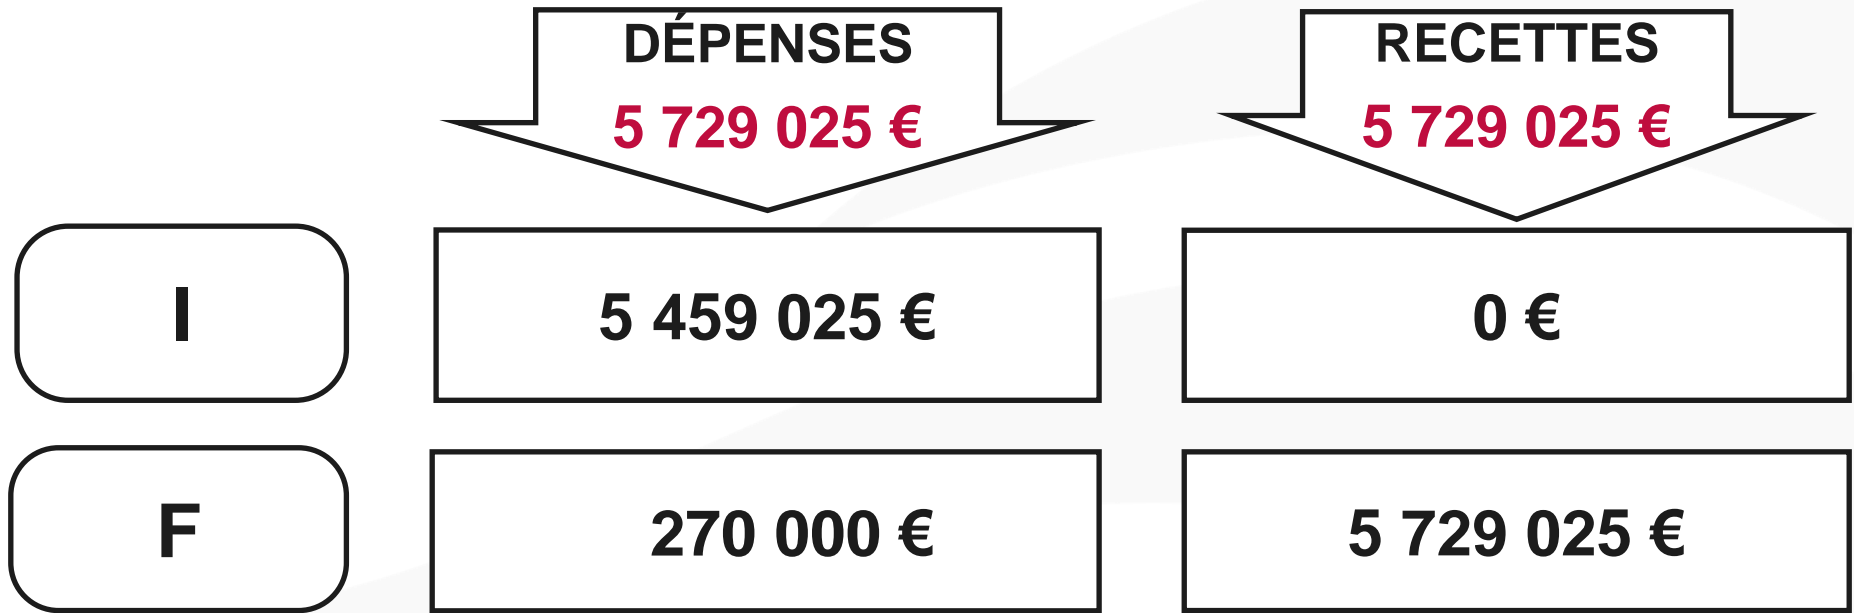 DÉPENSES
5 729 025 €
RECETTES
5 729 025 €
I
5 459 025 €
0 €
F
270 000 €
5 729 025 €